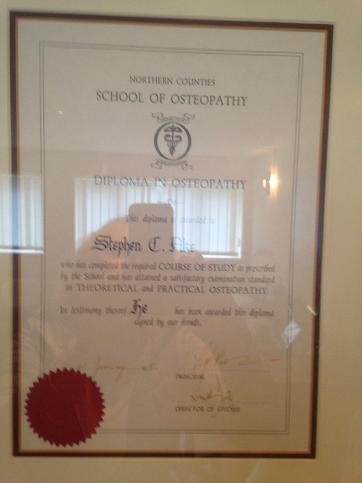 NORTHERN COUNTIES
SCHOOL OF OSTEOPATHY
DIPLOMA IN OSTEOPATHY
This diploma is awarded to
Stephen C.
who has completed the required COURSE OF STUDY as prescribed
by the School and has attained a satisfactory examination standard
in THEORETICAL and PRACTICAL OSTEOPATHY.
In testimony thereof He has been awarded this diploma
signed by our hands.
PRINCIPAL
DIRECTOR OF STUDIES